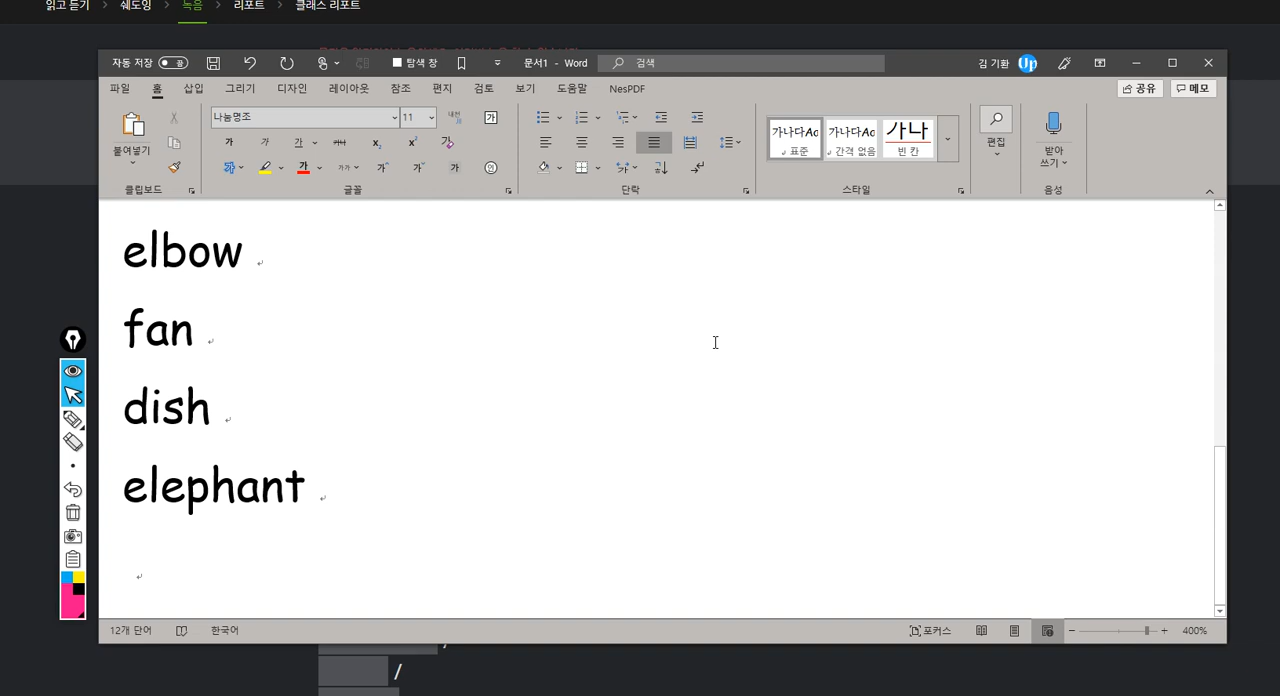 읽고 듣기 > 쉐도잉 > 녹음 > 리포트 > 클래스 리포트
자동 저장 끔 탐색 창 문서1 - Word 검색 김 기환 Up
파일 홈 삽입 그리기 디자인 레이아웃 참조 편지 검토 보기 도움말 NesPDF 공유 메모
나눔명조 11
붙여넣기
가나다Ac 가나다Ac 가나
표준 간격 없음 빈 칸
편집
받아
쓰기
클립보드 글꼴 단락 스타일 음성
elbow
fan
dish
elephant
12개 단어 한국어 포커스 400%
/